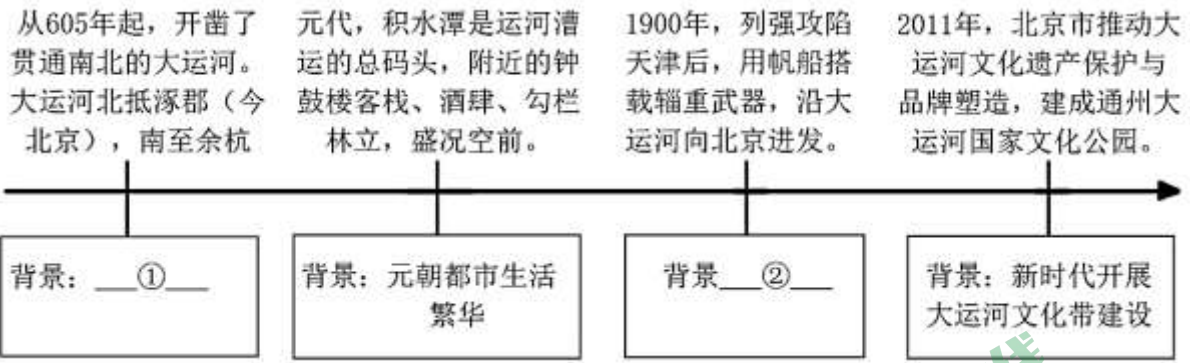 从605年起，开凿了
贯通南北的大运河。
大运河北抵涿郡（今
北京），南至余杭
元代，积水潭是运河漕
运的总码头，附近的钟
鼓楼客栈、酒肆、勾栏
林立，盛况空前。
1900年，列强攻陷
天津后，用帆船搭
载辎重武器，沿大
运河向北京进发。
2011年，北京市推动大
运河文化遗产保护与
品牌塑造，建成通州大
运河国家文化公园。
背景：___①___
背景：元朝都市生活
繁华
背景___②___
背景：新时代开展
大运河文化带建设